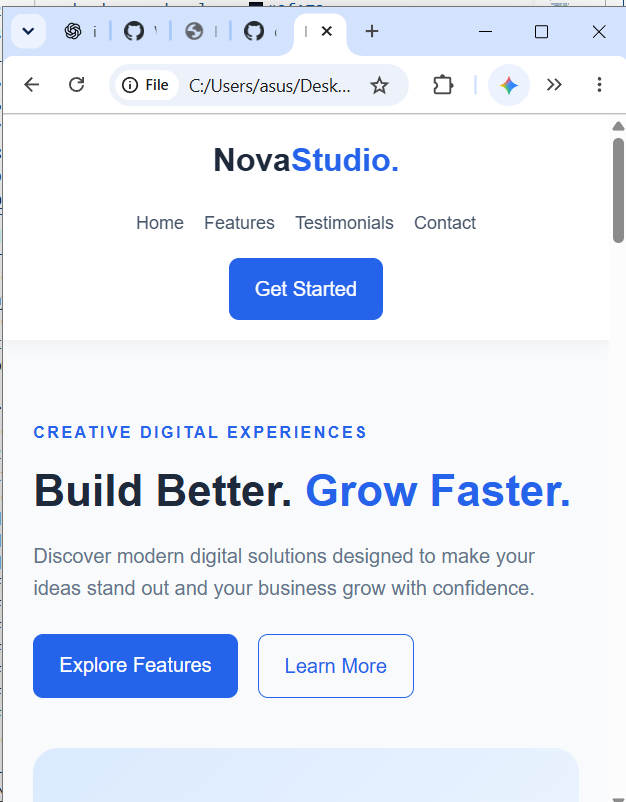 File C:/Users/asus/Desk...
NovaStudio.
Home Features Testimonials Contact
Get Started
CREATIVE DIGITAL EXPERIENCES
Build Better. Grow Faster.
Discover modern digital solutions designed to make your
ideas stand out and your business grow with confidence.
Explore Features Learn More